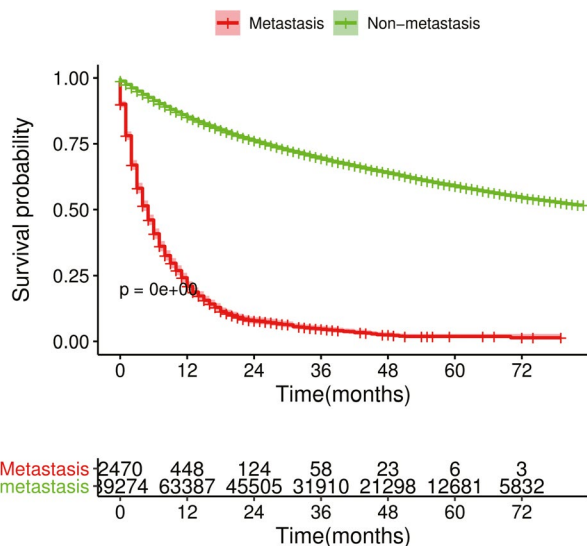 Metastasis Non-metastasis
1.00
0.75
0.50
0.25
0.00
Survival probability
p = 0e+00
0 12 24 36 48 60 72
Time(months)
Metastasis 2470 448 124 58 23 6 3
metastasis 39274 63387 45505 31910 21298 12681 5832
0 12 24 36 48 60 72
Time(months)